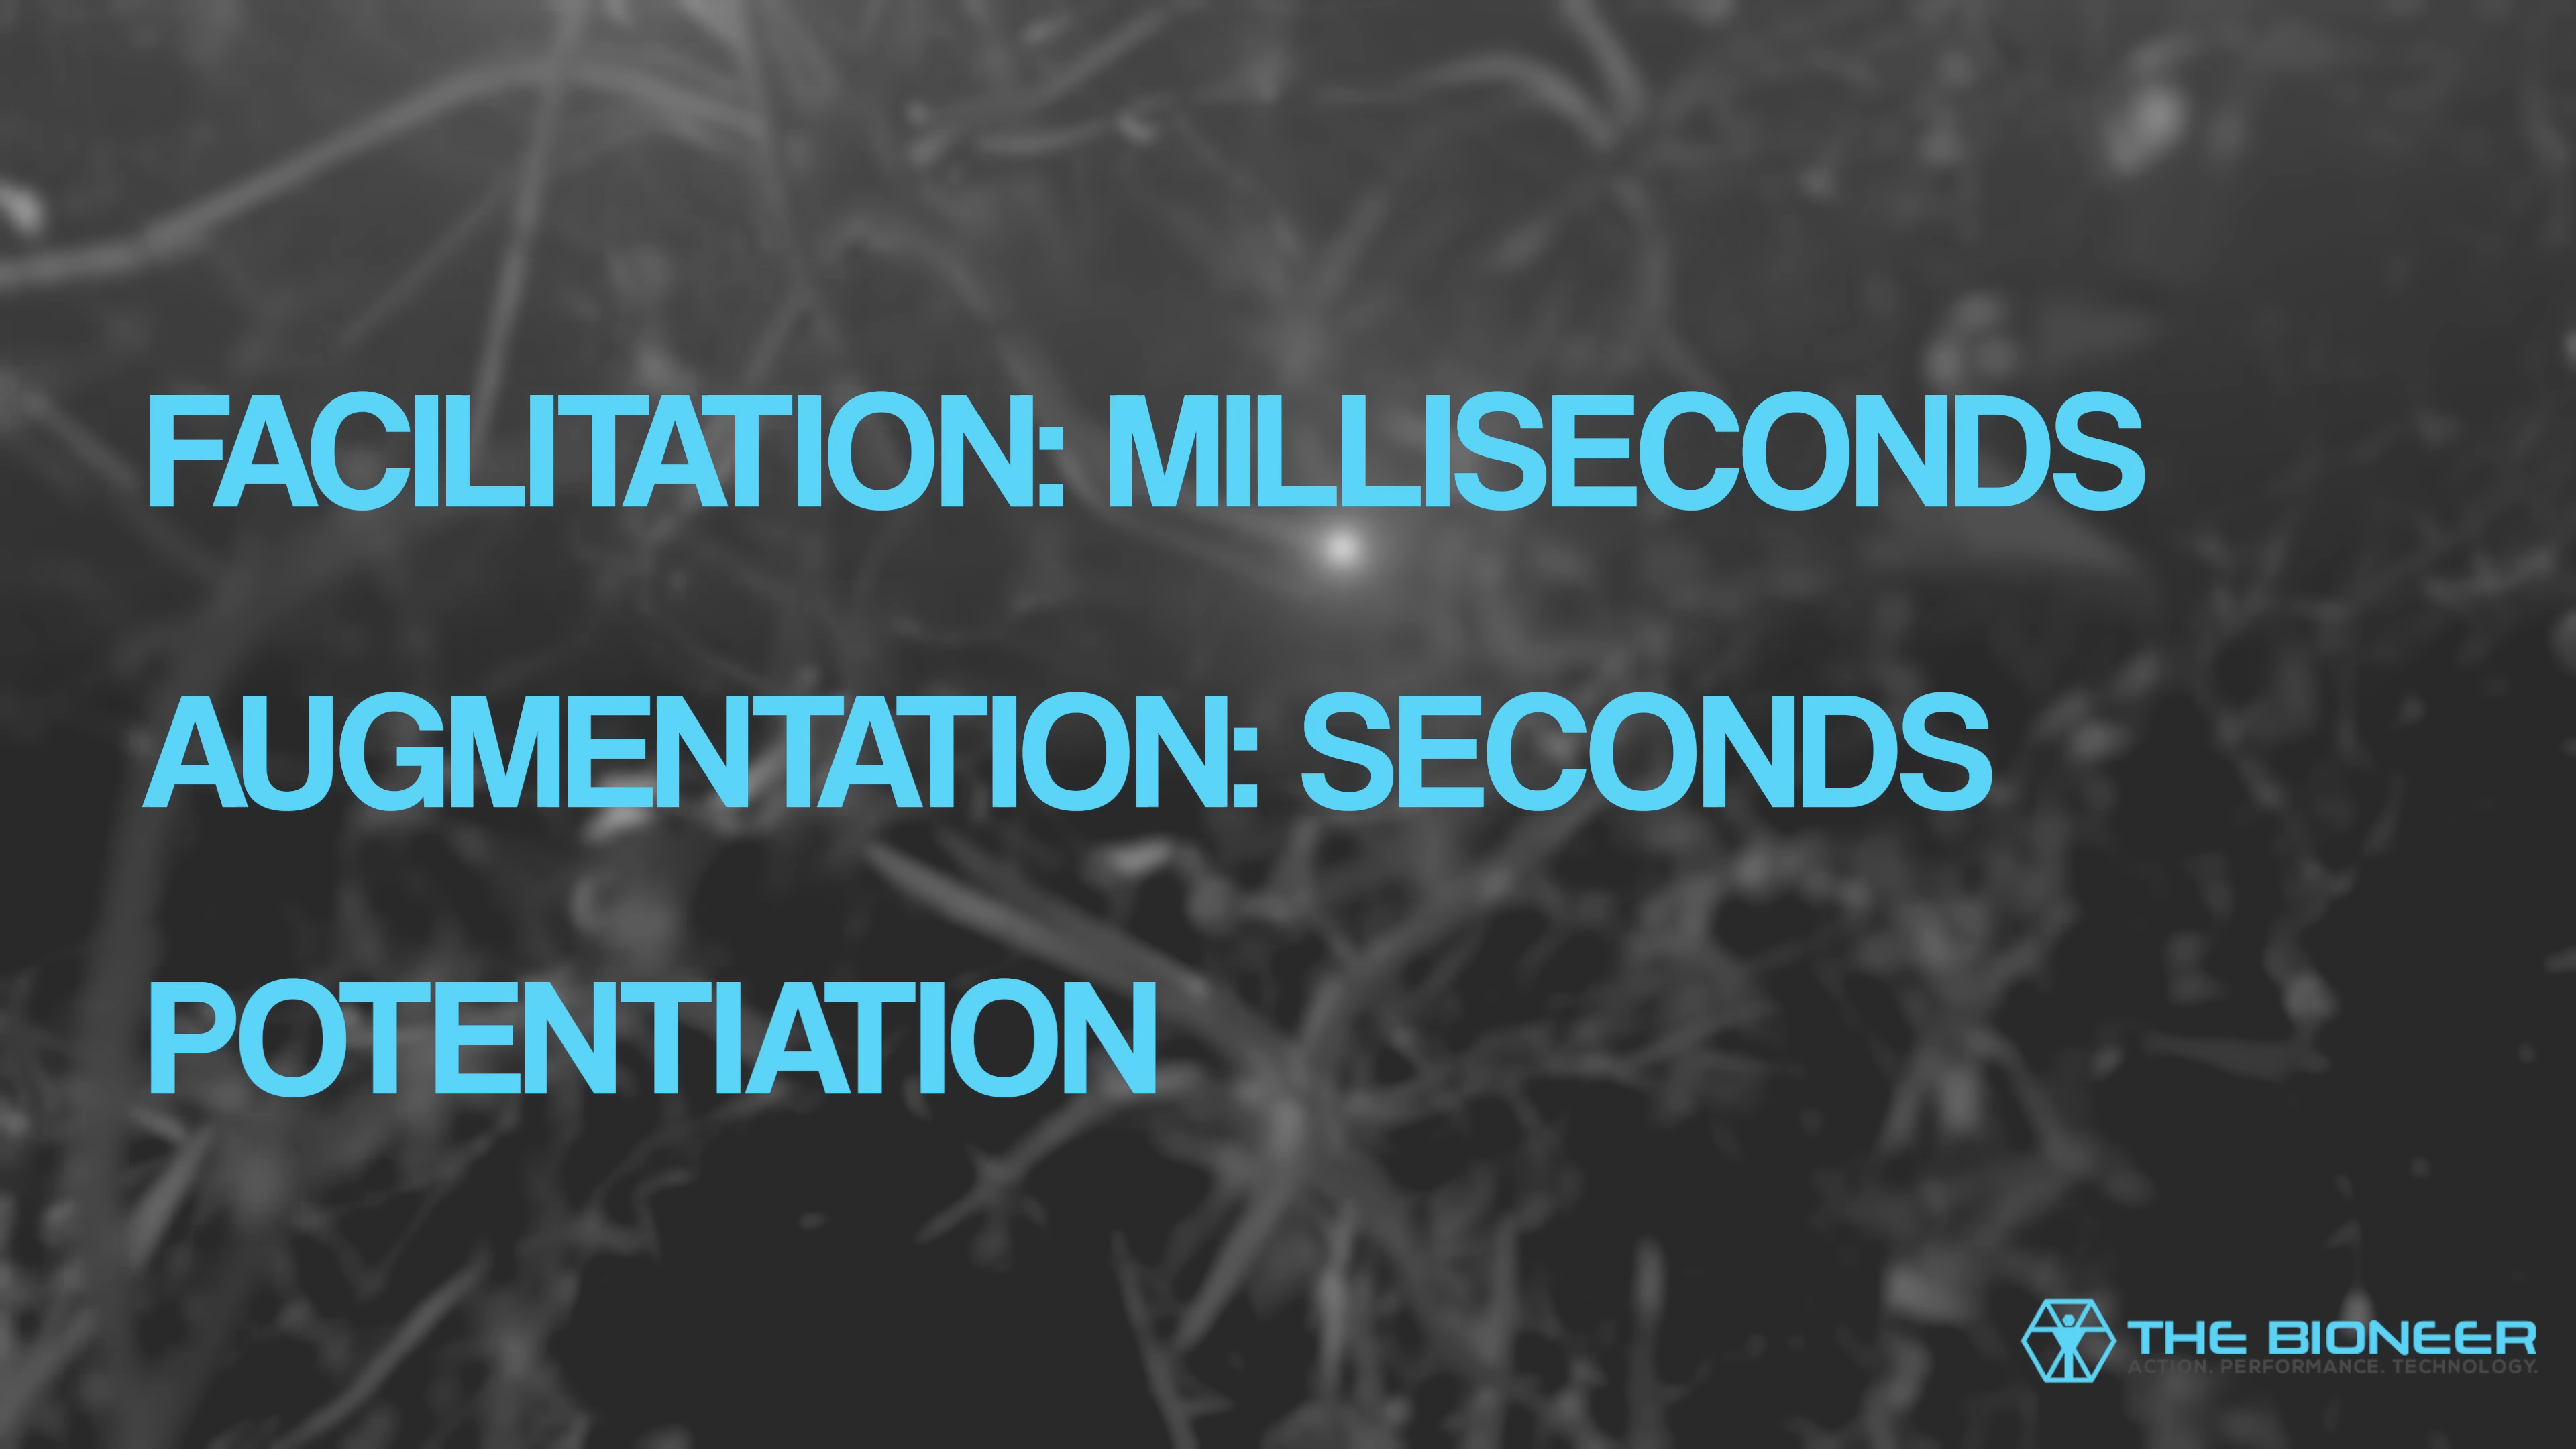 FACILITATION: MILLISECONDS
AUGMENTATION: SECONDS
POTENTIATION
THE BIONEER
ACTION. PERFORMANCE. TECHNOLOGY.